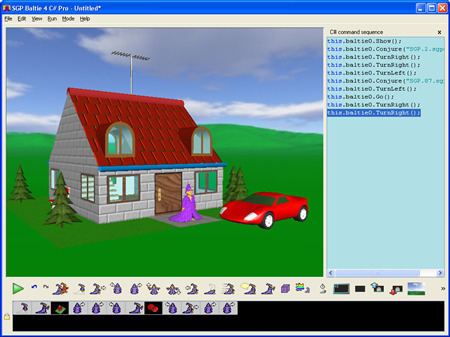 SGP Baltie 4 C# Pro - Untitled*
File Edit View Run Mode Help
C# command sequence x
this.baltie0.Show();
this.baltie0.Conjure("SGP.2.sgpo
this.baltie0.TurnRight();
this.baltie0.TurnRight();
this.baltie0.TurnLeft();
this.baltie0.Conjure("SGP.87.sg
this.baltie0.TurnLeft();
this.baltie0.Go();
this.baltie0.TurnRight();
this.baltie0.TurnRight();